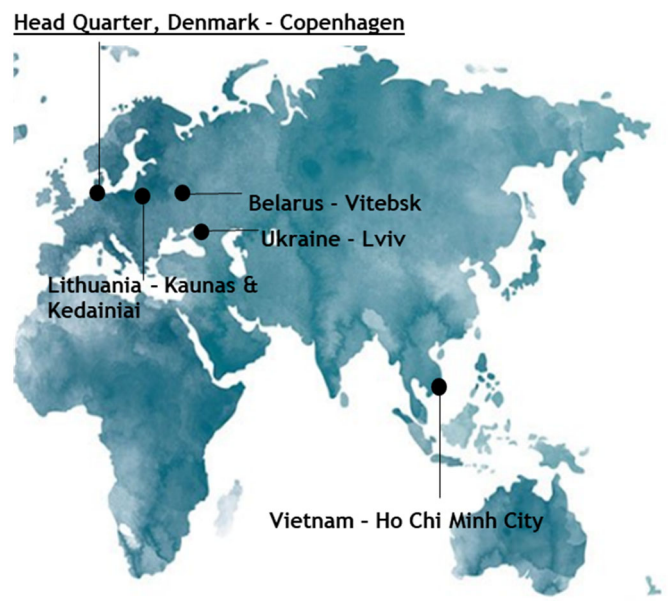 Head Quarter, Denmark - Copenhagen
Belarus - Vitebsk
Ukraine - Lviv
Lithuania - Kaunas &
Kedainiai
Vietnam - Ho Chi Minh City